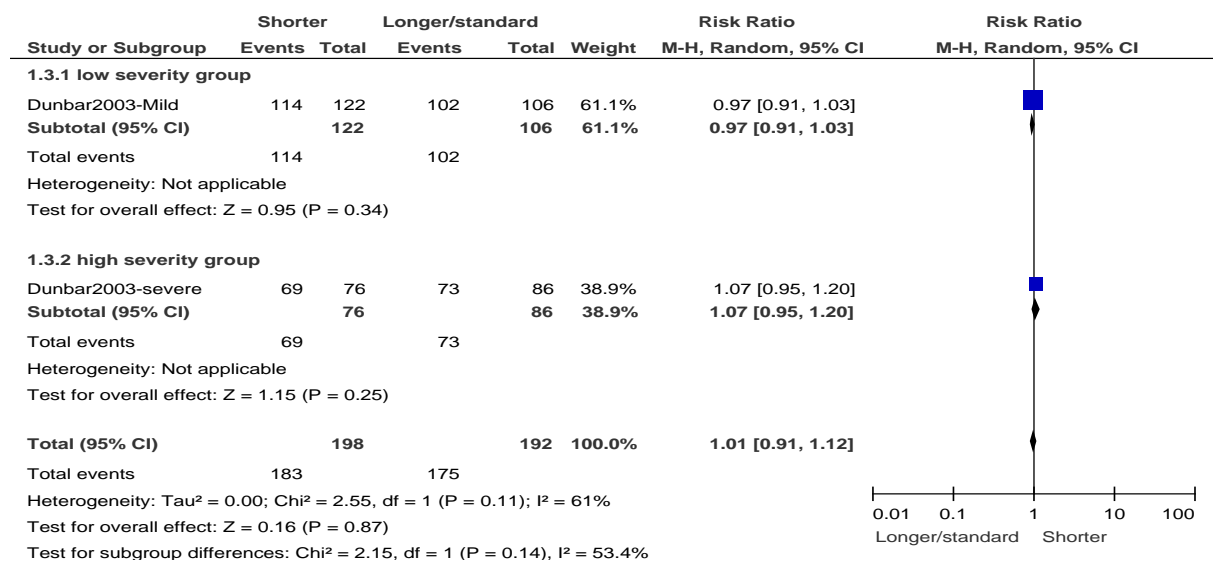 Shorter Longer/standard Risk Ratio Risk Ratio
Study or Subgroup Events Total Events Total Weight M-H, Random, 95% CI M-H, Random, 95% CI
1.3.1 low severity group
Dunbar2003-Mild 114 122 102 106 61.1% 0.97 [0.91, 1.03]
Subtotal (95% CI) 122 106 61.1% 0.97 [0.91, 1.03]
Total events 114 102
Heterogeneity: Not applicable
Test for overall effect: Z = 0.95 (P = 0.34)
1.3.2 high severity group
Dunbar2003-severe 69 76 73 86 38.9% 1.07 [0.95, 1.20]
Subtotal (95% CI) 76 86 38.9% 1.07 [0.95, 1.20]
Total events 69 73
Heterogeneity: Not applicable
Test for overall effect: Z = 1.15 (P = 0.25)
Total (95% CI) 198 192 100.0% 1.01 [0.91, 1.12]
Total events 183 175
Heterogeneity: Tau² = 0.00; Chi² = 2.55, df = 1 (P = 0.11); I² = 61%
Test for overall effect: Z = 0.16 (P = 0.87)
Test for subgroup differences: Chi² = 2.15, df = 1 (P = 0.14), I² = 53.4%
0.01 0.1 1 10 100
Longer/standard Shorter